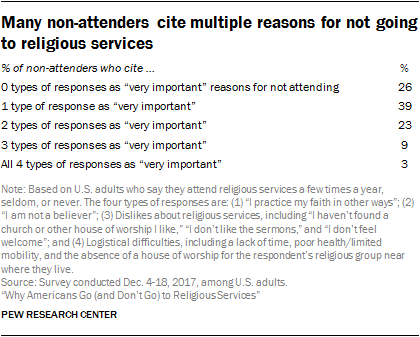 Many non-attenders cite multiple reasons for not going
to religious services
% of non-attenders who cite ... %
0 types of responses as “very important” reasons for not attending 26
1 type of response as “very important” 39
2 types of responses as “very important” 23
3 types of responses as “very important” 9
All 4 types of responses as “very important” 3
Note: Based on U.S. adults who say they attend religious services a few times a year,
seldom, or never. The four types of responses are: (1) “I practice my faith in other ways”; (2)
“I am not a believer”; (3) Dislikes about religious services, including “I haven’t found a
church or other house of worship I like,” “I don’t like the sermons,” and “I don’t feel
welcome”; and (4) Logistical difficulties, including a lack of time, poor health/limited
mobility, and the absence of a house of worship for the respondent’s religious group near
where they live.
Source: Survey conducted Dec. 4-18, 2017, among U.S. adults.
“Why Americans Go (and Don’t Go) to Religious Services”
PEW RESEARCH CENTER